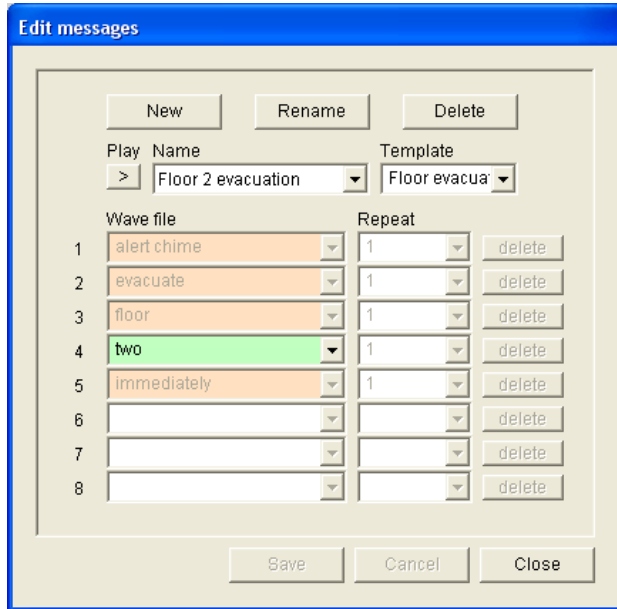 Edit messages
New Rename Delete
Play Name Template
> Floor 2 evacuation Floor evacua
Wave file Repeat
1 alert chime 1 delete
2 evacuate 1 delete
3 floor 1 delete
4 two 1 delete
5 immediately 1 delete
6 delete
7 delete
8 delete
Save Cancel Close